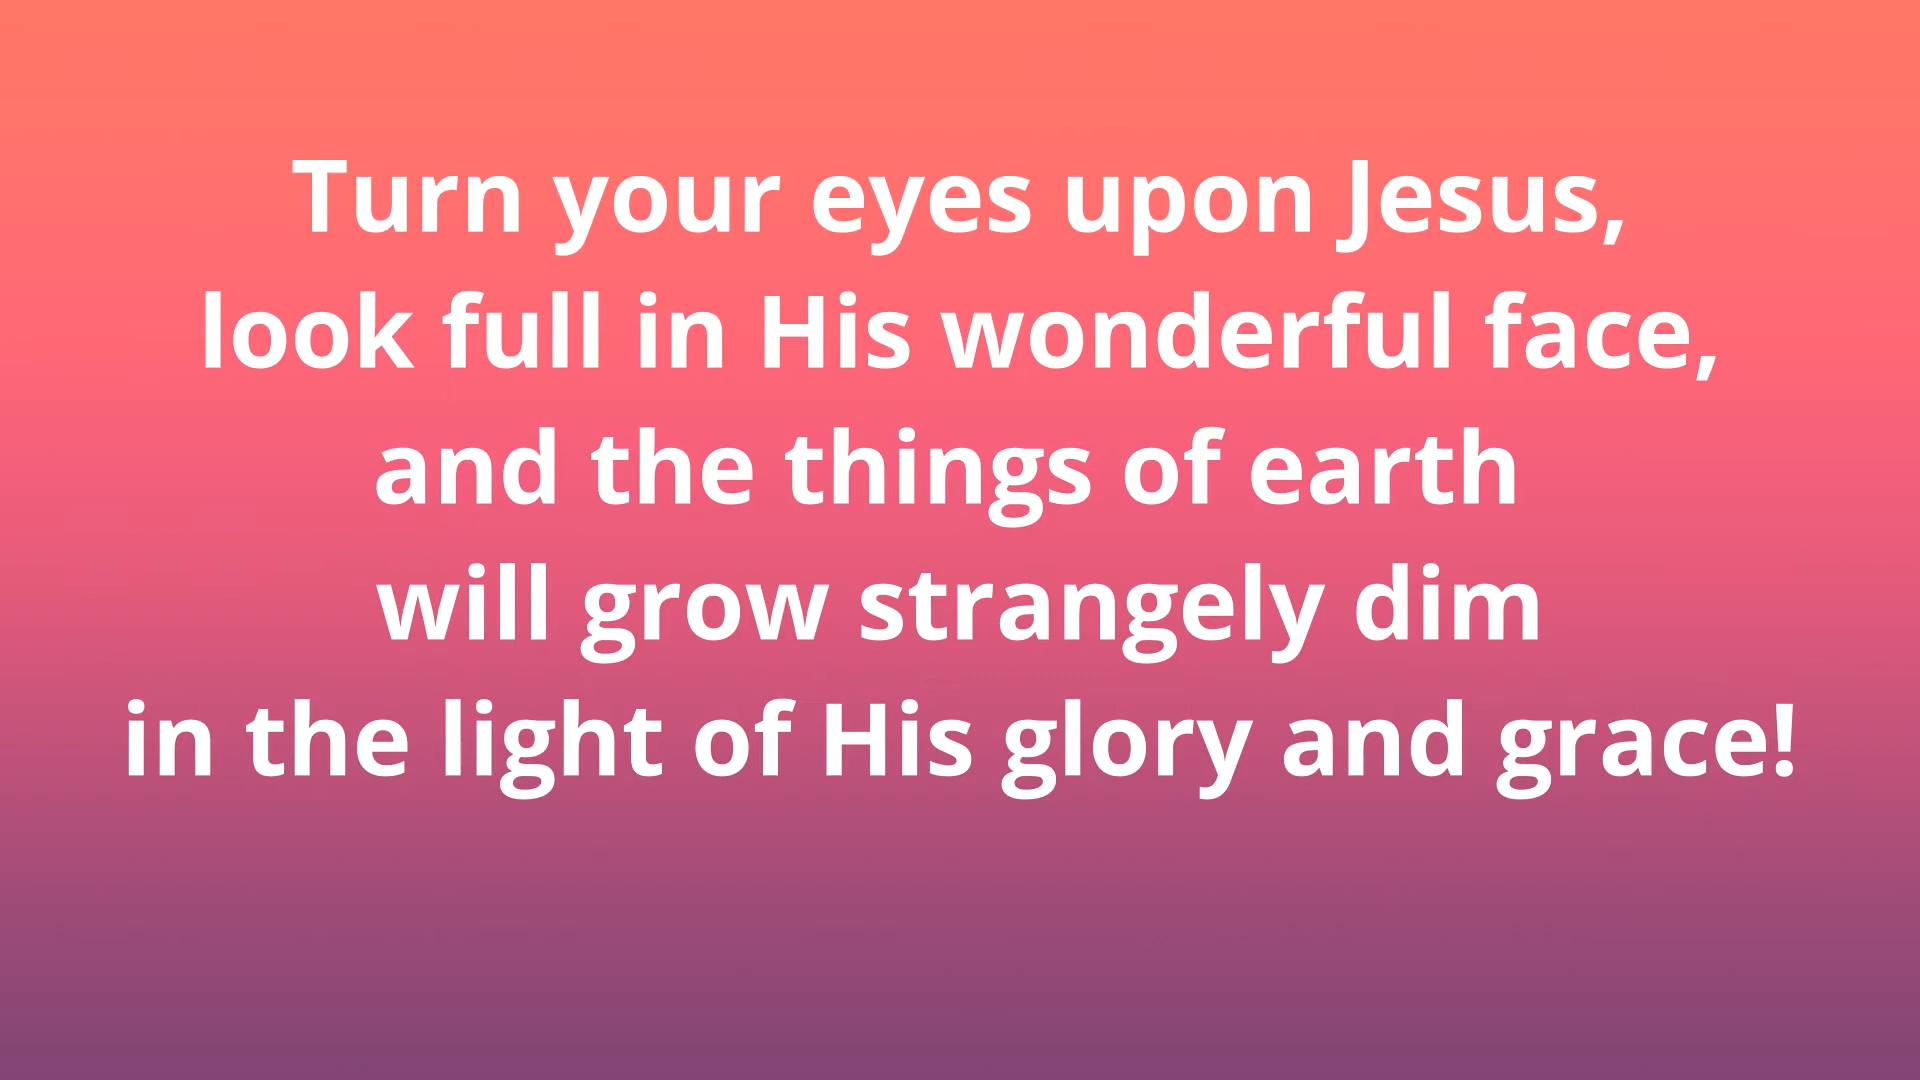 Turn your eyes upon Jesus,
look full in His wonderful face,
and the things of earth
will grow strangely dim
in the light of His glory and grace!